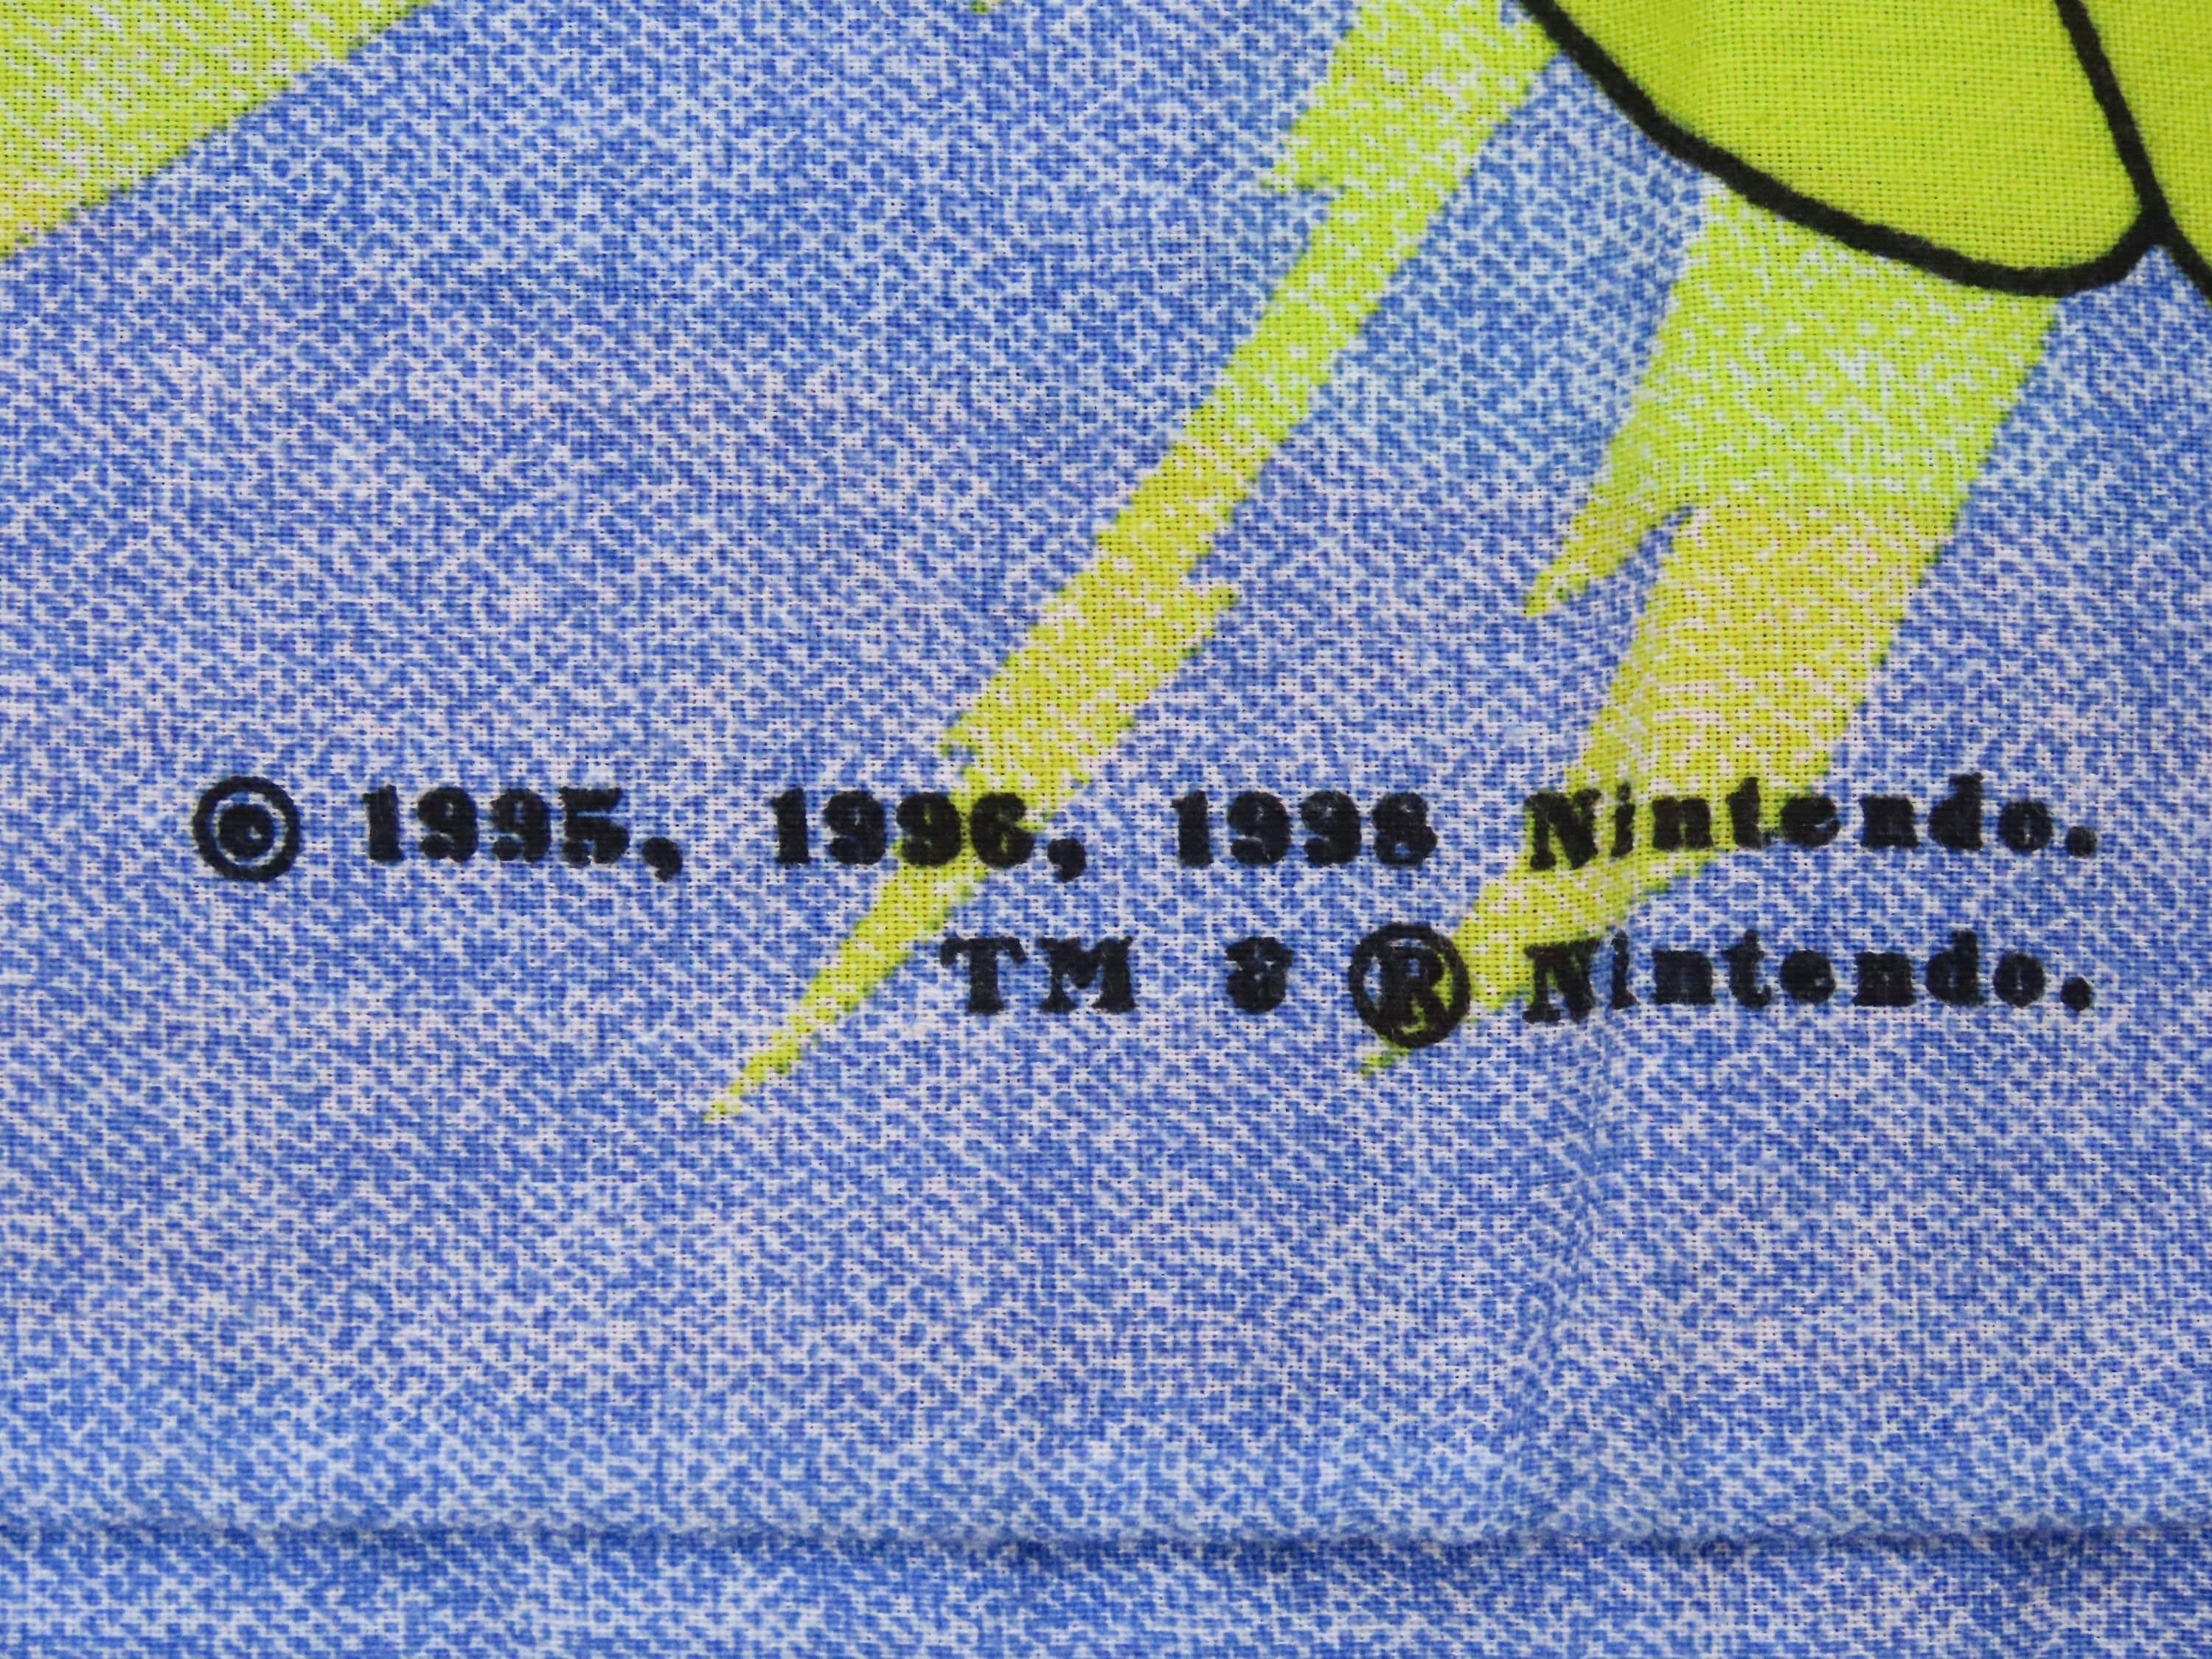 © 1995, 1996, 1998 Nintendo.
TM & ® Nintendo.